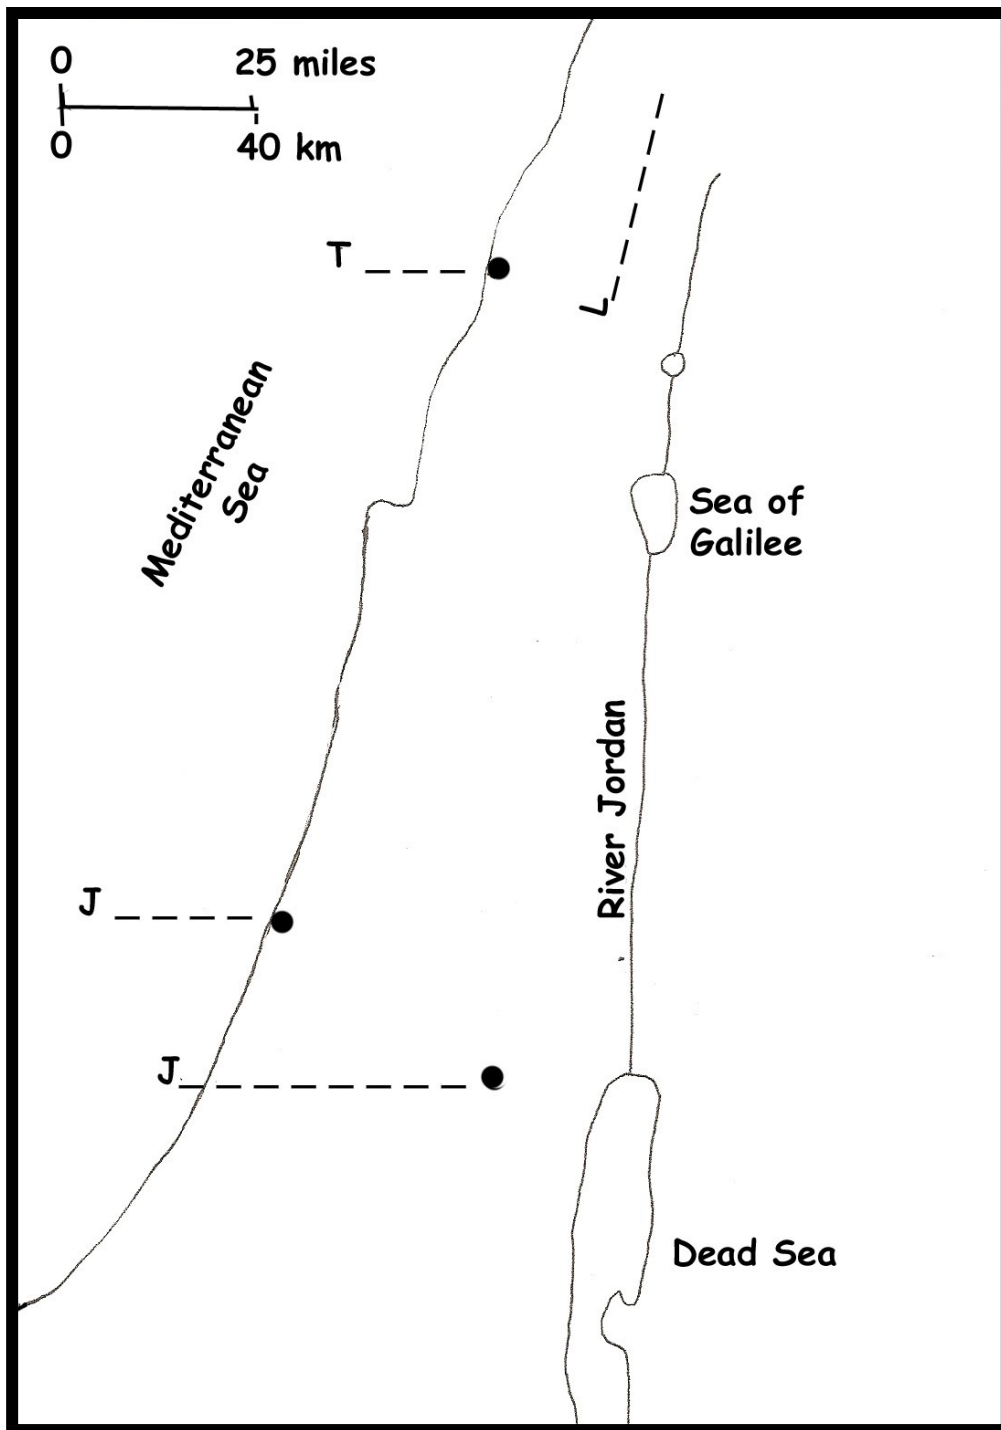 0 25 miles
0 40 km
T _ _ _
L _ _ _ _ _ _ _
Mediterranean
Sea
Sea of
Galilee
River Jordan
J _ _ _ _ _
J _ _ _ _ _ _ _ _
Dead Sea